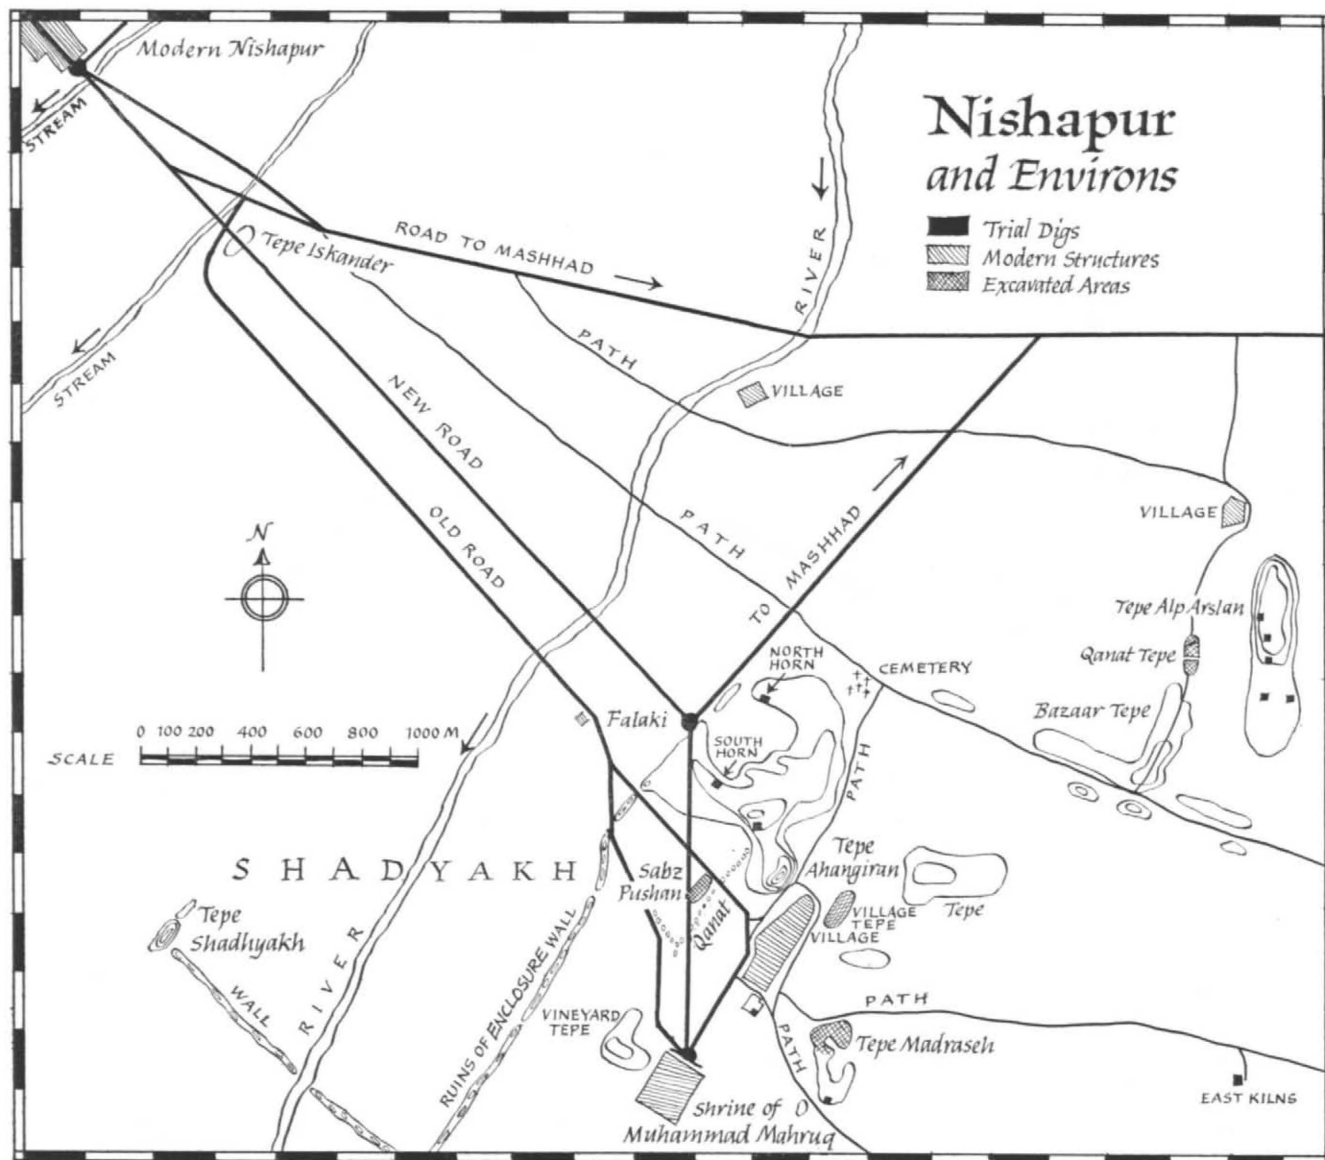 Modern Nishapur
STREAM
Nishapur
and Environs
Trial Digs
Modern Structures
Excavated Areas
RIVER
ROAD TO MASHHAD
Tepe Iskander
STREAM
PATH
VILLAGE
NEW ROAD
OLD ROAD
PATH
TO MASHHAD
VILLAGE
N
Tepe Alp Arslan
Qanat Tepe
NORTH
HORN
CEMETERY
Bazaar Tepe
Falaki
SOUTH
HORN
PATH
0 100 200 400 600 800 1000 M
SCALE
SHADYAKH
Sabz
Pushan
Qanat
Tepe
Ahangiran
Tepe
VILLAGE
TEPE
VILLAGE
Tepe
Shadhyakh
WALL
RIVER
RUINS OF ENCLOSURE WALL
VINEYARD
TEPE
PATH
PATH
Tepe Madraseh
EAST KILNS
Shrine of
Muhammad Mahruq